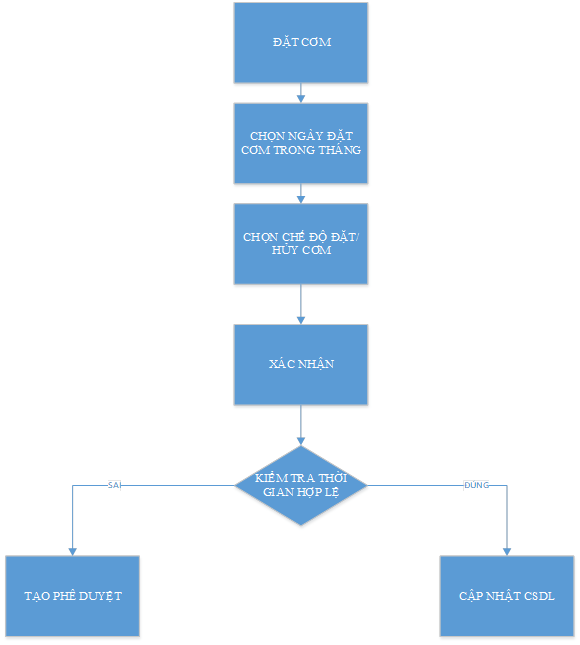 ĐẶT CƠM
CHỌN NGÀY ĐẶT
CƠM TRONG THÁNG
CHỌN CHẾ ĐỘ ĐẶT/
HỦY CƠM
XÁC NHẬN
KIỂM TRA THỜI
GIAN HỢP LỆ
SAI
ĐÚNG
TẠO PHÊ DUYỆT
CẬP NHẬT CSDL